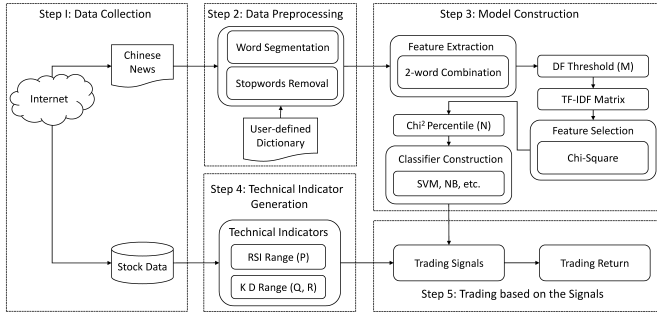 Step I: Data Collection
Internet
Chinese
News
Stock Data
Step 2: Data Preprocessing
Word Segmentation
Stopwords Removal
User-defined
Dictionary
Step 3: Model Construction
Feature Extraction
2-word Combination
DF Threshold (M)
TF-IDF Matrix
Feature Selection
Chi-Square
Chi² Percentile (N)
Classifier Construction
SVM, NB, etc.
Step 4: Technical Indicator
Generation
Technical Indicators
RSI Range (P)
K D Range (Q, R)
Trading Signals
Trading Return
Step 5: Trading based on the Signals